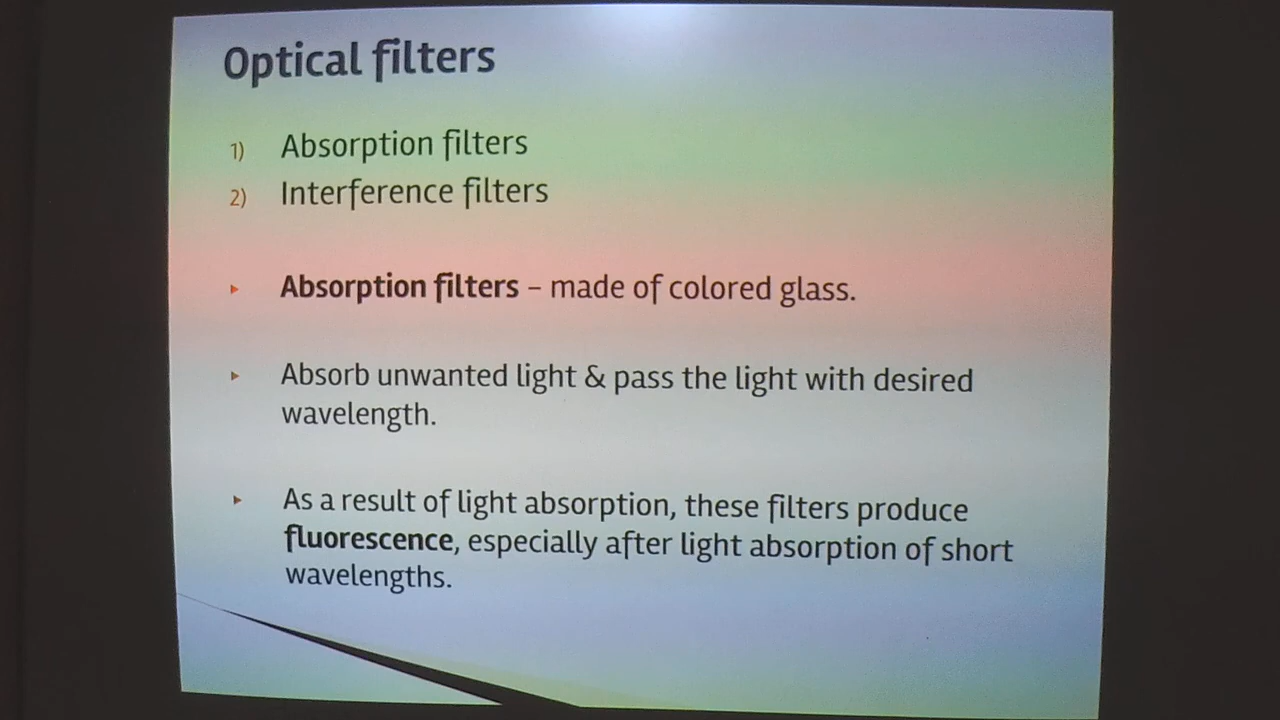 Optical filters
1) Absorption filters
2) Interference filters
Absorption filters – made of colored glass.
Absorb unwanted light & pass the light with desired
wavelength.
As a result of light absorption, these filters produce
fluorescence, especially after light absorption of short
wavelengths.